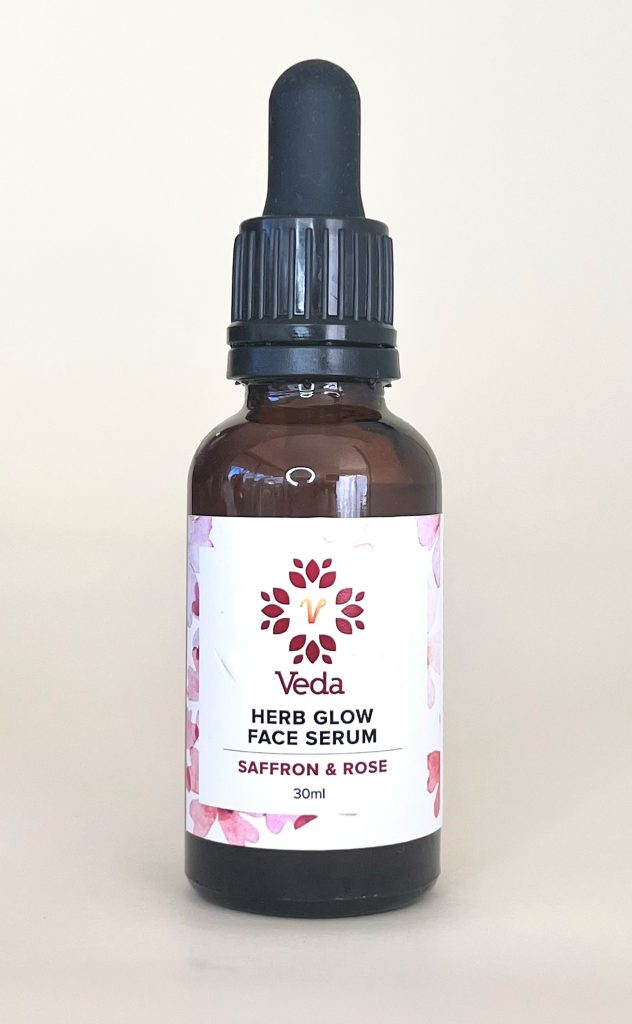 V
Veda
HERB GLOW
FACE SERUM
SAFFRON & ROSE
30ml